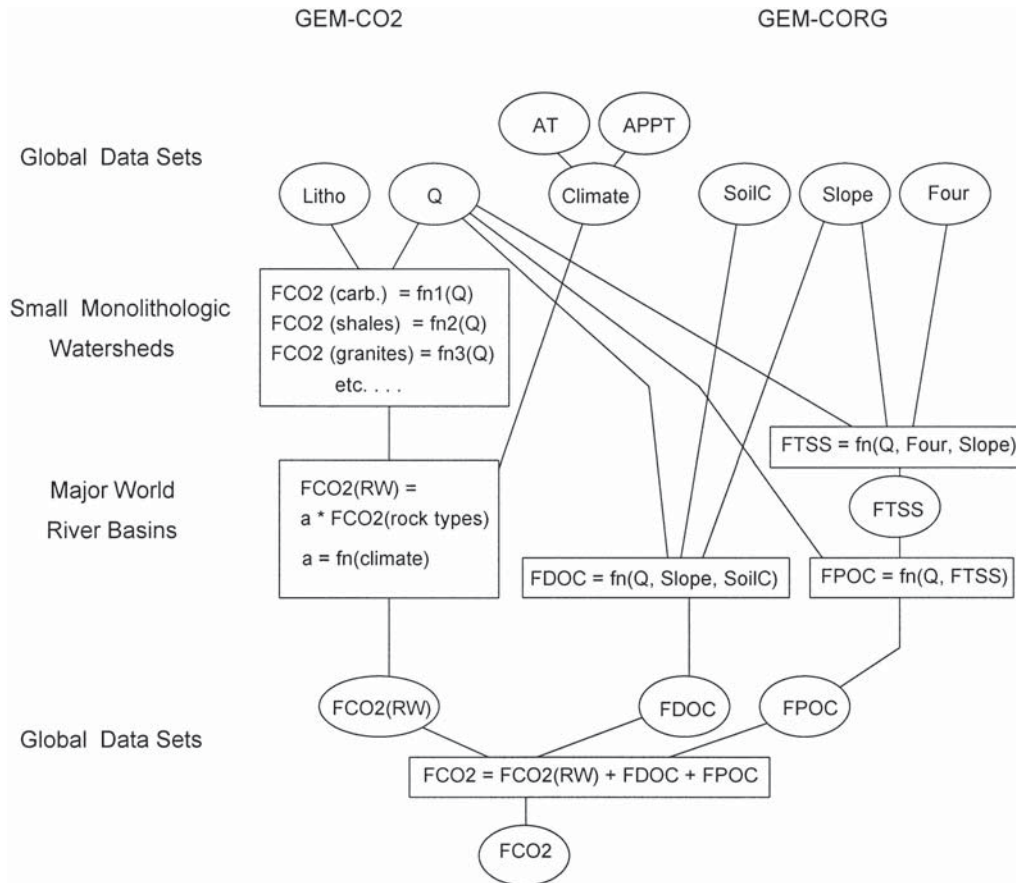 GEM-CO2
GEM-CORG
AT
APPT
Global Data Sets
Litho
Q
Climate
SoilC
Slope
Four
Small Monolithologic
Watersheds
FCO2 (carb.) = fn1(Q)
FCO2 (shales) = fn2(Q)
FCO2 (granites) = fn3(Q)
etc. . . .
FTSS = fn(Q, Four, Slope)
Major World
River Basins
FCO2(RW) =
a * FCO2(rock types)
a = fn(climate)
FTSS
FDOC = fn(Q, Slope, SoilC)
FPOC = fn(Q, FTSS)
FCO2(RW)
FDOC
FPOC
Global Data Sets
FCO2 = FCO2(RW) + FDOC + FPOC
FCO2